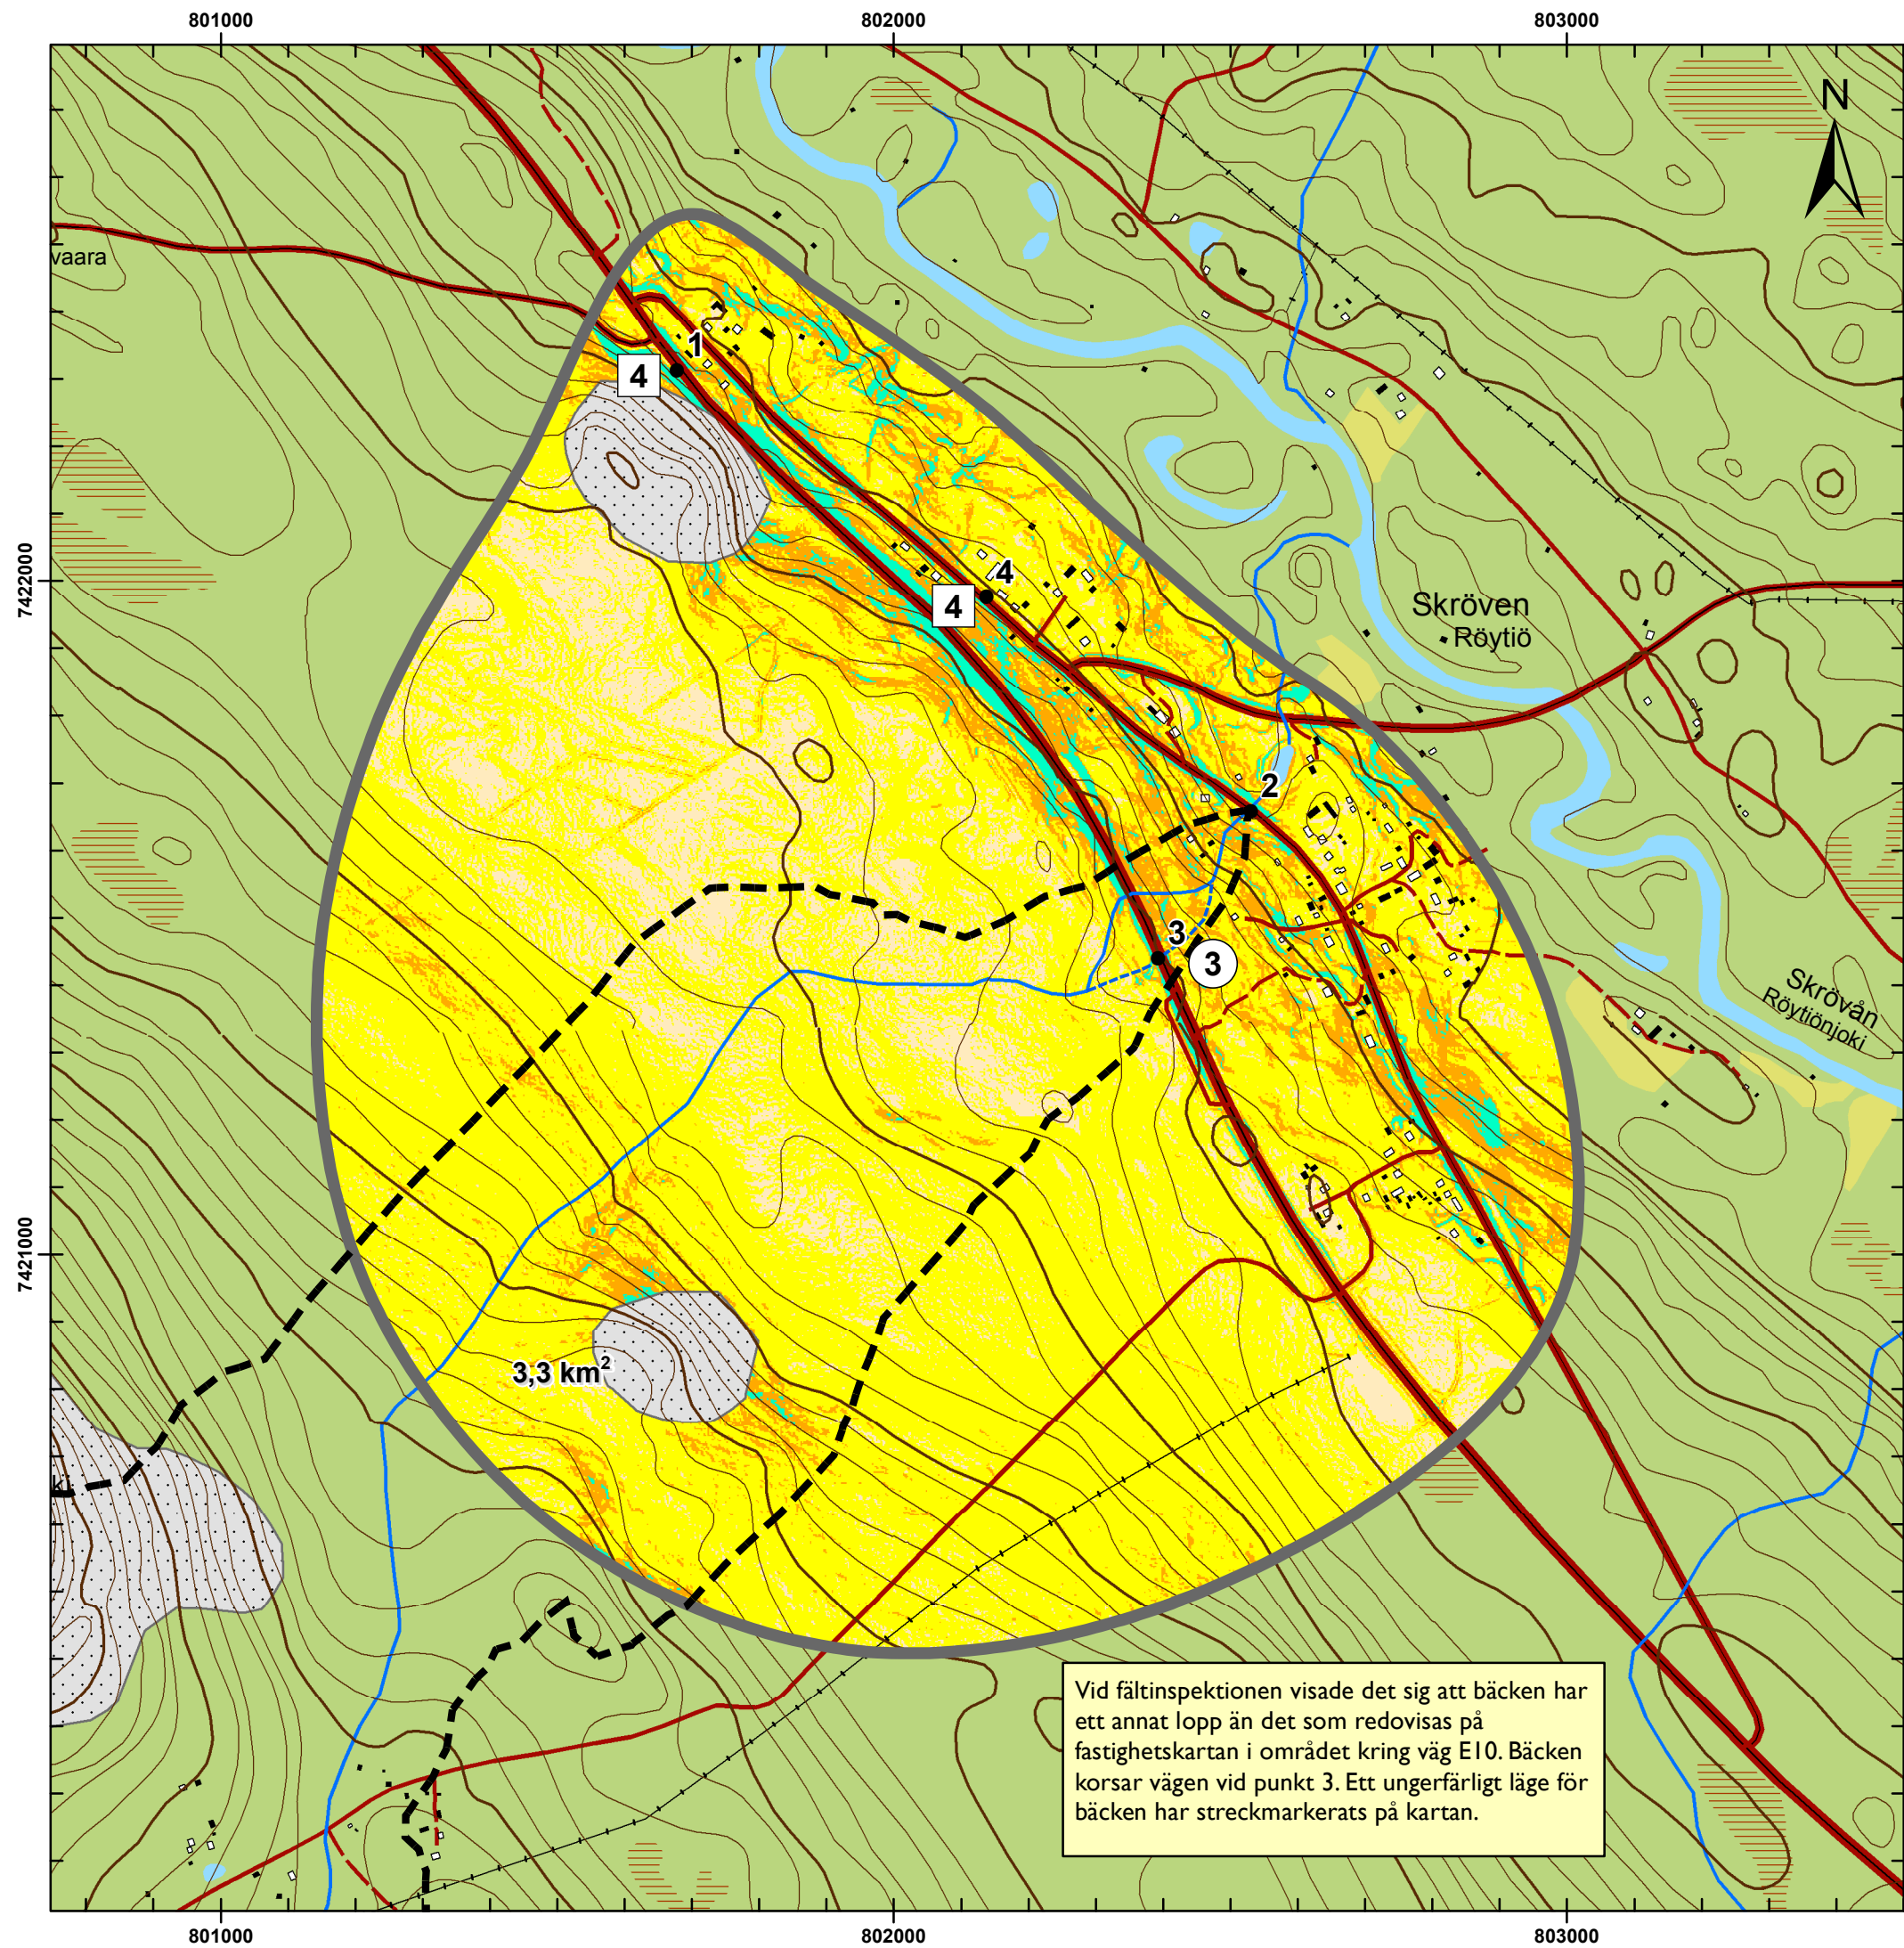 801000
802000
803000
N
vaara
1
4
7422000
4
4
Skröven
Röytiö
2
3
3
Skrövån
Röytiönjoki
7421000
3,3 km²
ki
Vid fältinspektionen visade det sig att bäcken har
ett annat lopp än det som redovisas på
fastighetskartan i området kring väg E10. Bäcken
korsar vägen vid punkt 3. Ett ungerfärligt läge för
bäcken har streckmarkerats på kartan.
801000
802000
803000